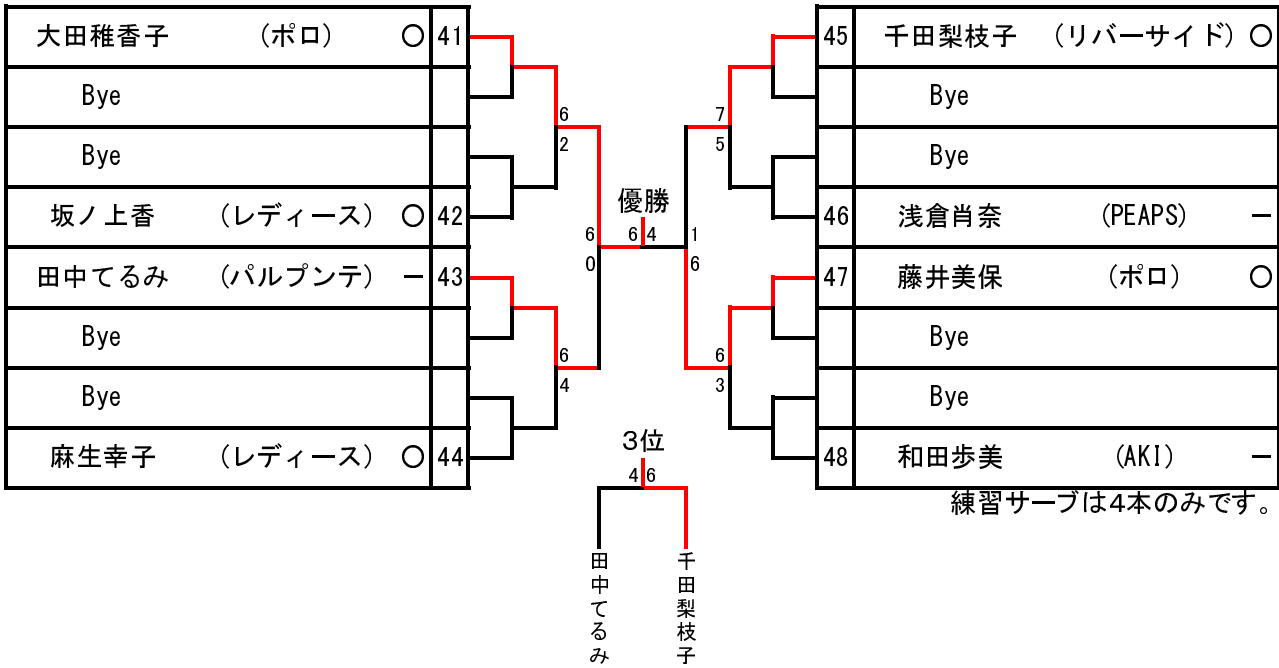 大田稚香子 （ポロ） ○ 41
Bye
Bye
坂ノ上香 （レディース） ○ 42
田中てるみ （パルプンテ） － 43
Bye
Bye
麻生幸子 （レディース） ○ 44
6
2
6
4
6
0
優勝
6 4
1
6
7
5
6
3
45 千田梨枝子 （リバーサイド） ○
Bye
Bye
46 浅倉肖奈 （PEAPS） －
47 藤井美保 （ポロ） ○
Bye
Bye
48 和田歩美 （AKI） －
練習サーブは4本のみです。
3位
4 6
田中てるみ
千田梨枝子